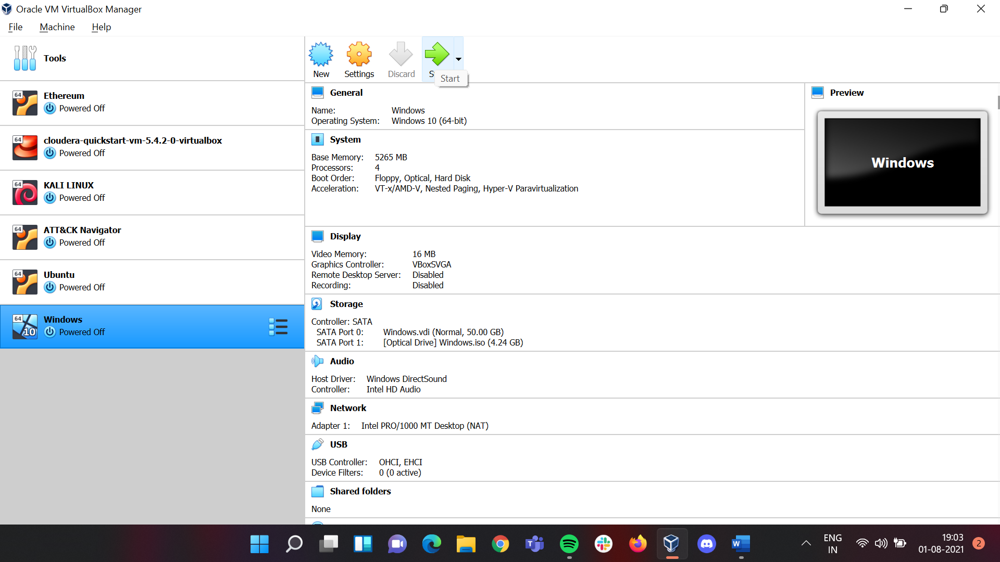 Oracle VM VirtualBox Manager
File Machine Help
Tools
New Settings Discard
Start
64
Ethereum
Powered Off
64
cloudera-quickstart-vm-5.4.2-0-virtualbox
Powered Off
64
KALI LINUX
Powered Off
64
ATT&CK Navigator
Powered Off
64
Ubuntu
Powered Off
64
10
Windows
Powered Off
General
Name: Windows
Operating System: Windows 10 (64-bit)
System
Base Memory: 5265 MB
Processors: 4
Boot Order: Floppy, Optical, Hard Disk
Acceleration: VT-x/AMD-V, Nested Paging, Hyper-V Paravirtualization
Preview
Windows
Display
Video Memory: 16 MB
Graphics Controller: VBoxSVGA
Remote Desktop Server: Disabled
Recording: Disabled
Storage
Controller: SATA
SATA Port 0: Windows.vdi (Normal, 50.00 GB)
SATA Port 1: [Optical Drive] Windows.iso (4.24 GB)
Audio
Host Driver: Windows DirectSound
Controller: Intel HD Audio
Network
Adapter 1: Intel PRO/1000 MT Desktop (NAT)
USB
USB Controller: OHCI, EHCI
Device Filters: 0 (0 active)
Shared folders
None
ENG
IN
19:03
01-08-2021
2